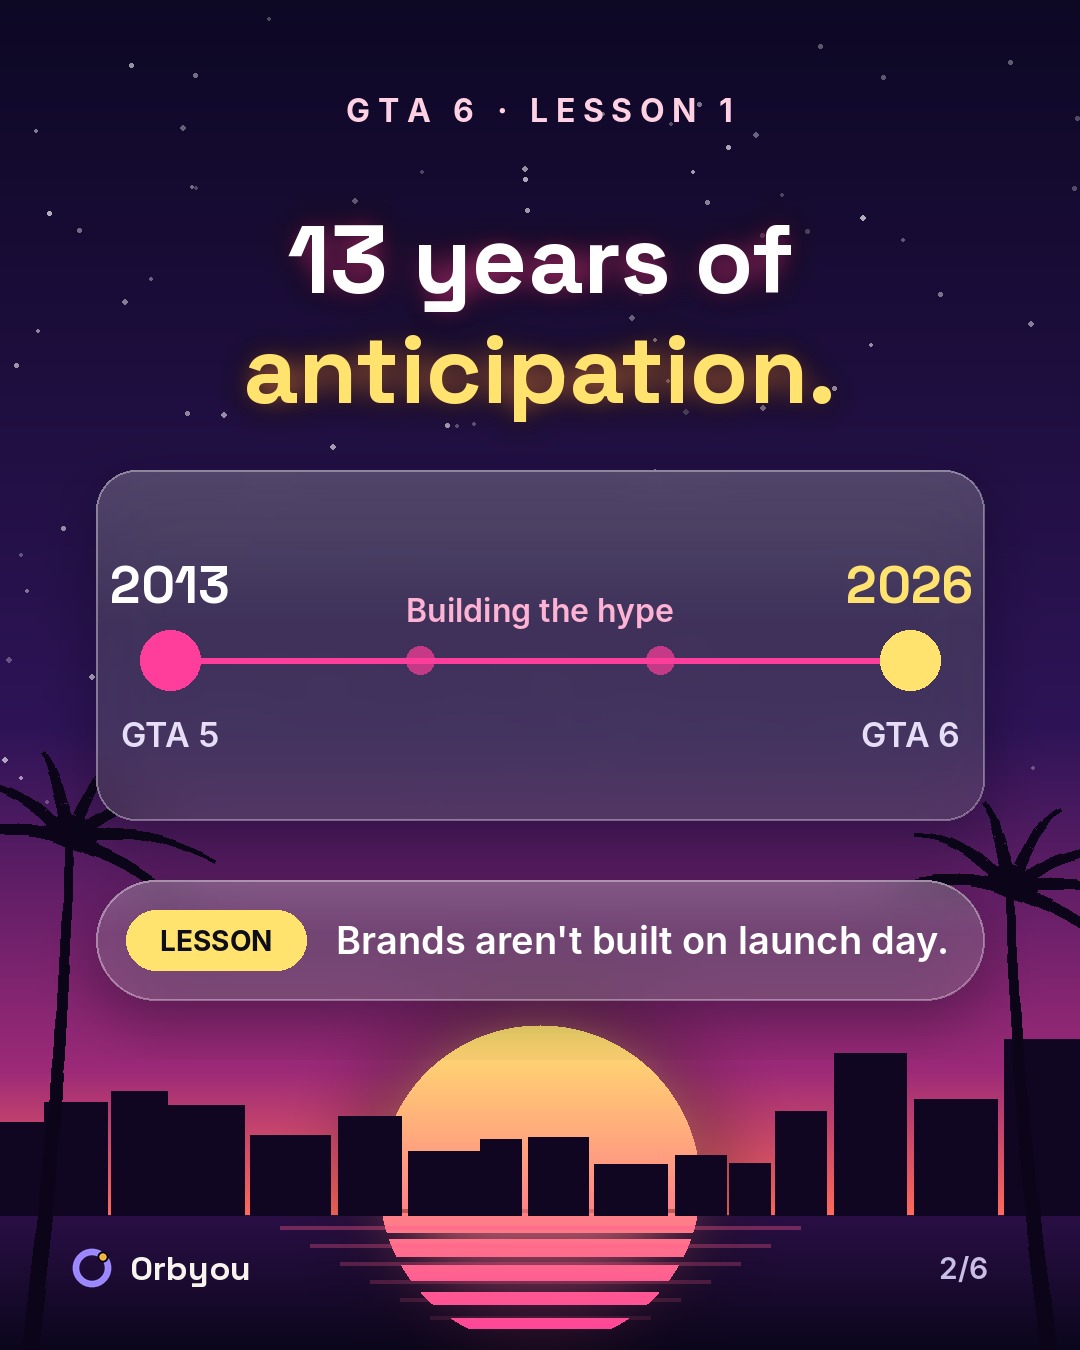 GTA 6 · LESSON 1
13 years of
anticipation.
2013
2026
Building the hype
GTA 5
GTA 6
LESSON
Brands aren't built on launch day.
Orbyou
2/6